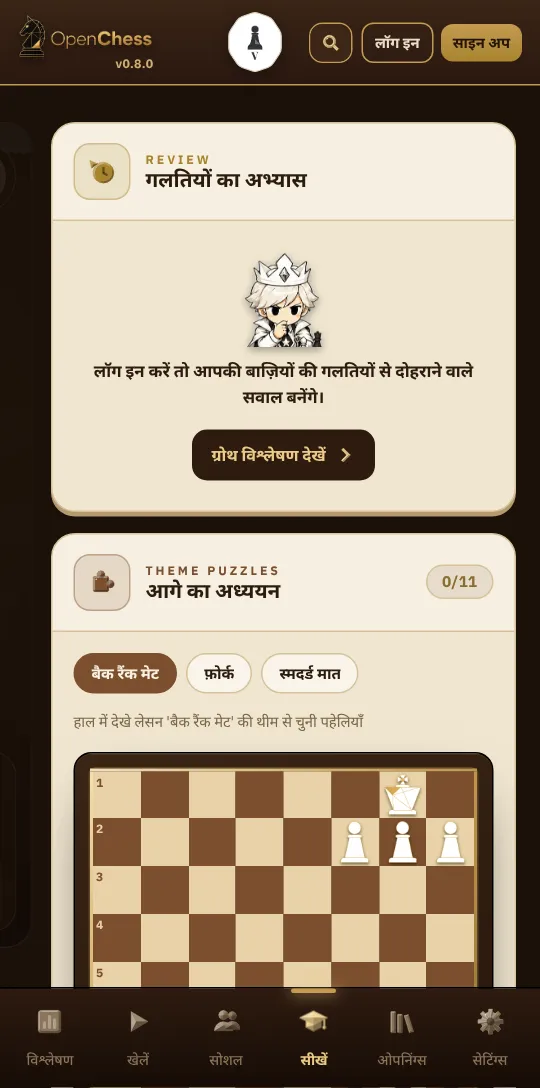 OpenChess
v0.8.0
V
लॉग इन
साइन अप
REVIEW
गलतियों का अभ्यास
लॉग इन करें तो आपकी बाज़ियों की गलतियों से दोहराने वाले
सवाल बनेंगे।
ग्रोथ विश्लेषण देखें
THEME PUZZLES
आगे का अध्ययन
0/11
बैक रैंक मेट
फ़ोर्क
स्मदर्ड मात
हाल में देखे लेसन 'बैक रैंक मेट' की थीम से चुनी पहेलियाँ
1
2
3
4
5
विश्लेषण
खेलें
सोशल
सीखें
ओपनिंग्स
सेटिंग्स